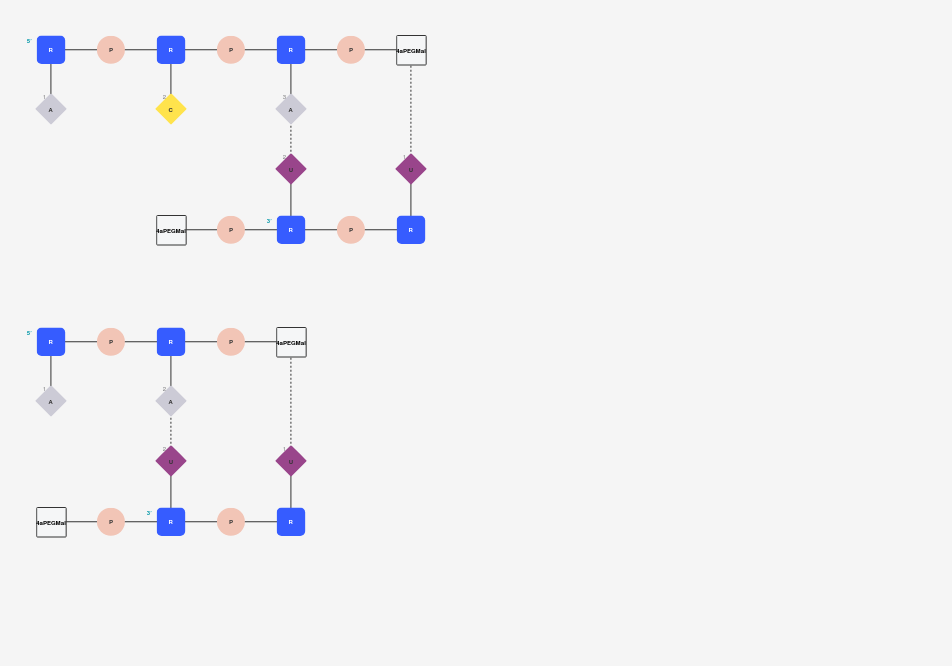 5'
R P R P R P 4aPEGMal
1 2 3
A C A
2 1
U U
3'
4aPEGMal P R P R
5'
R P R P 4aPEGMal
1 2
A A
2 1
U U
3'
4aPEGMal P R P R